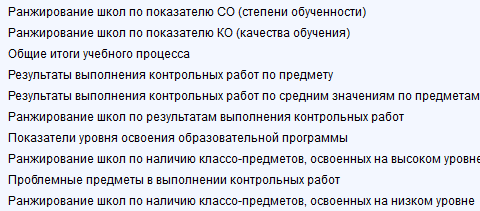 Ранжирование школ по показателю СО (степени обученности)
Ранжирование школ по показателю КО (качества обучения)
Общие итоги учебного процесса
Результаты выполнения контрольных работ по предмету
Результаты выполнения контрольных работ по средним значениям по предметам
Ранжирование школ по результатам выполнения контрольных работ
Показатели уровня освоения образовательной программы
Ранжирование школ по наличию классо-предметов, освоенных на высоком уровне
Проблемные предметы в выполнении контрольных работ
Ранжирование школ по наличию классо-предметов, освоенных на низком уровне